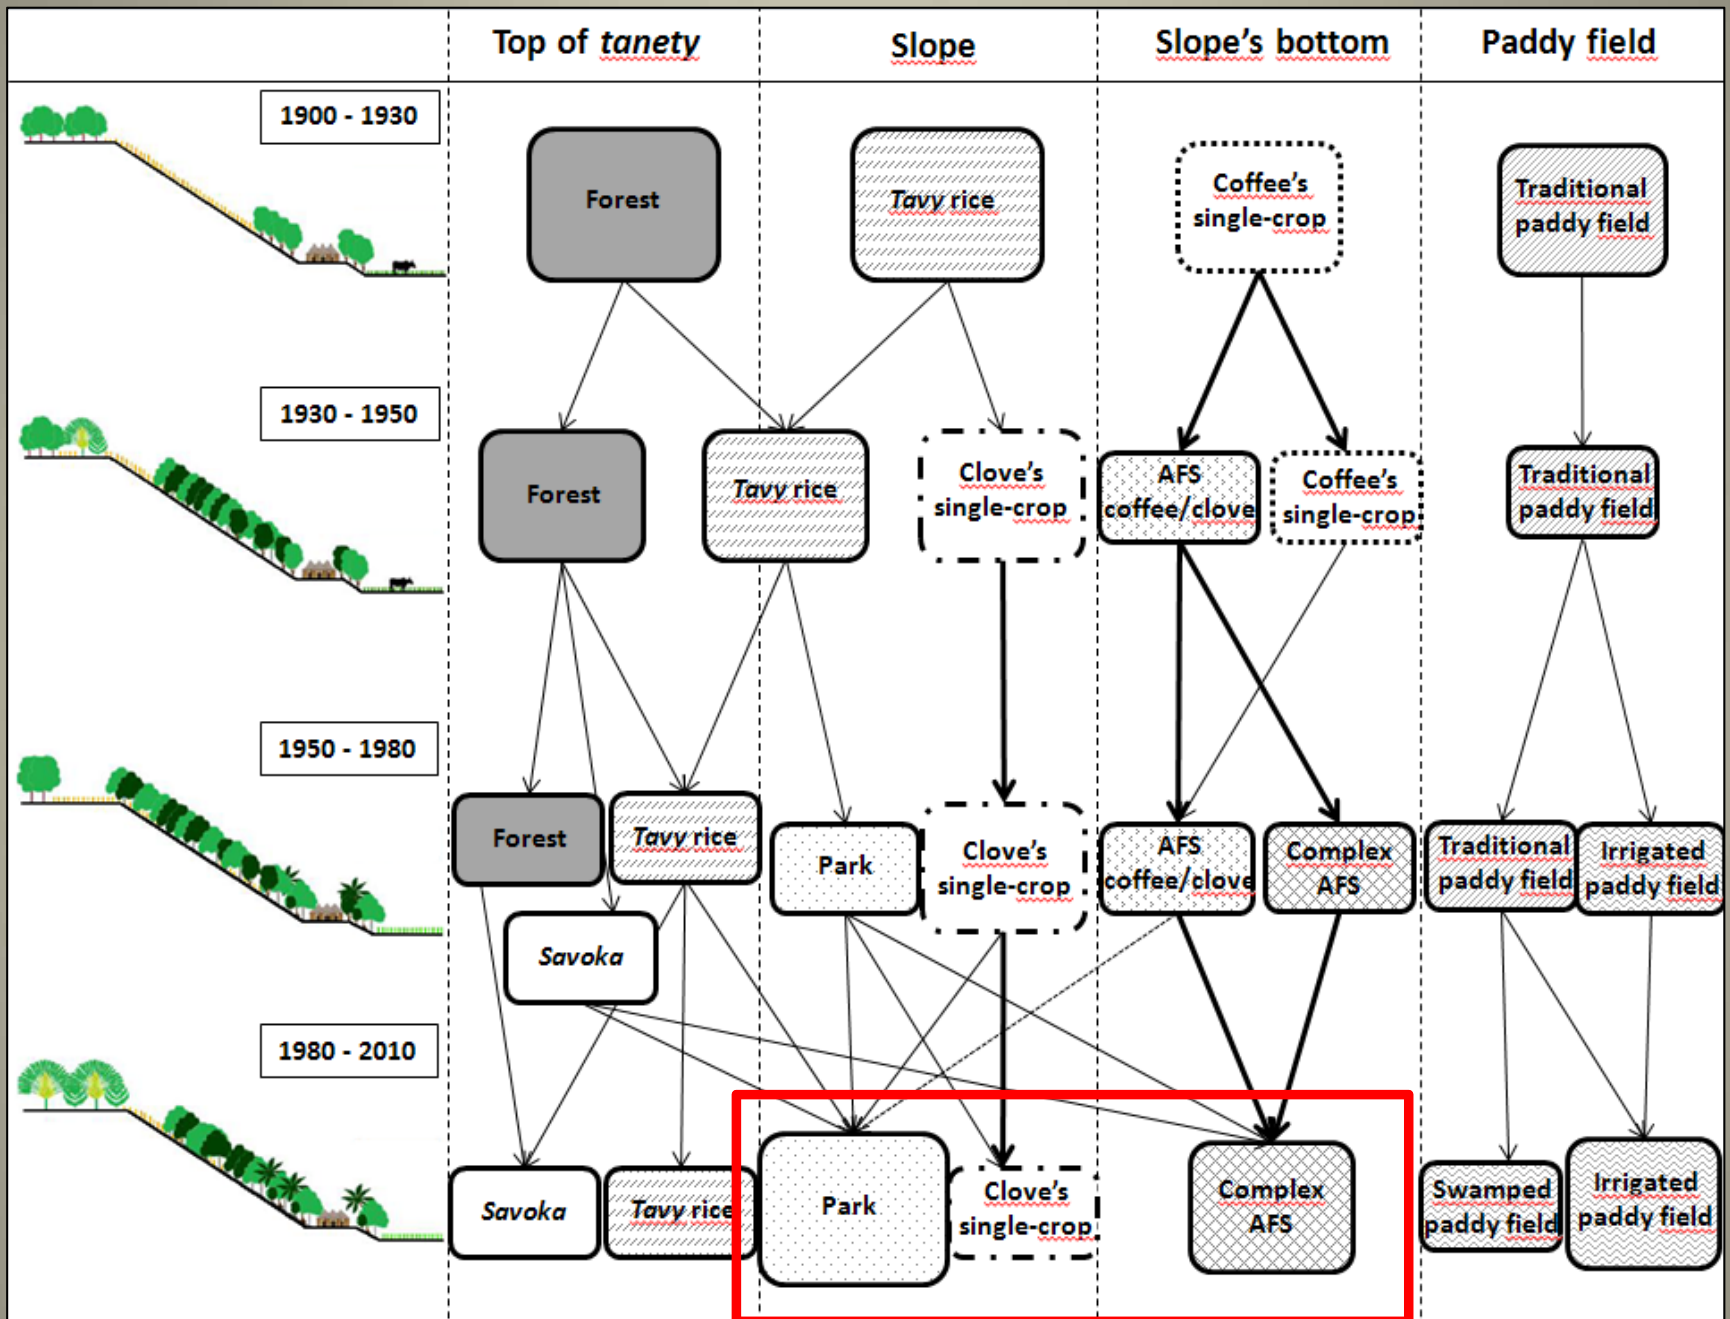 Top of tanety
Slope
Slope's bottom
Paddy field
1900 - 1930
Forest
Tavy rice
Coffee's
single-crop
Traditional
paddy field
1930 - 1950
Forest
Tavy rice
Clove's
single-crop
AFS
coffee/clove
Coffee's
single-crop
Traditional
paddy field
1950 - 1980
Forest
Tavy rice
Park
Clove's
single-crop
AFS
coffee/clove
Complex
AFS
Traditional
paddy field
Irrigated
paddy field
Savoka
1980 - 2010
Savoka
Tavy rice
Park
Clove's
single-crop
Complex
AFS
Swamped
paddy field
Irrigated
paddy field